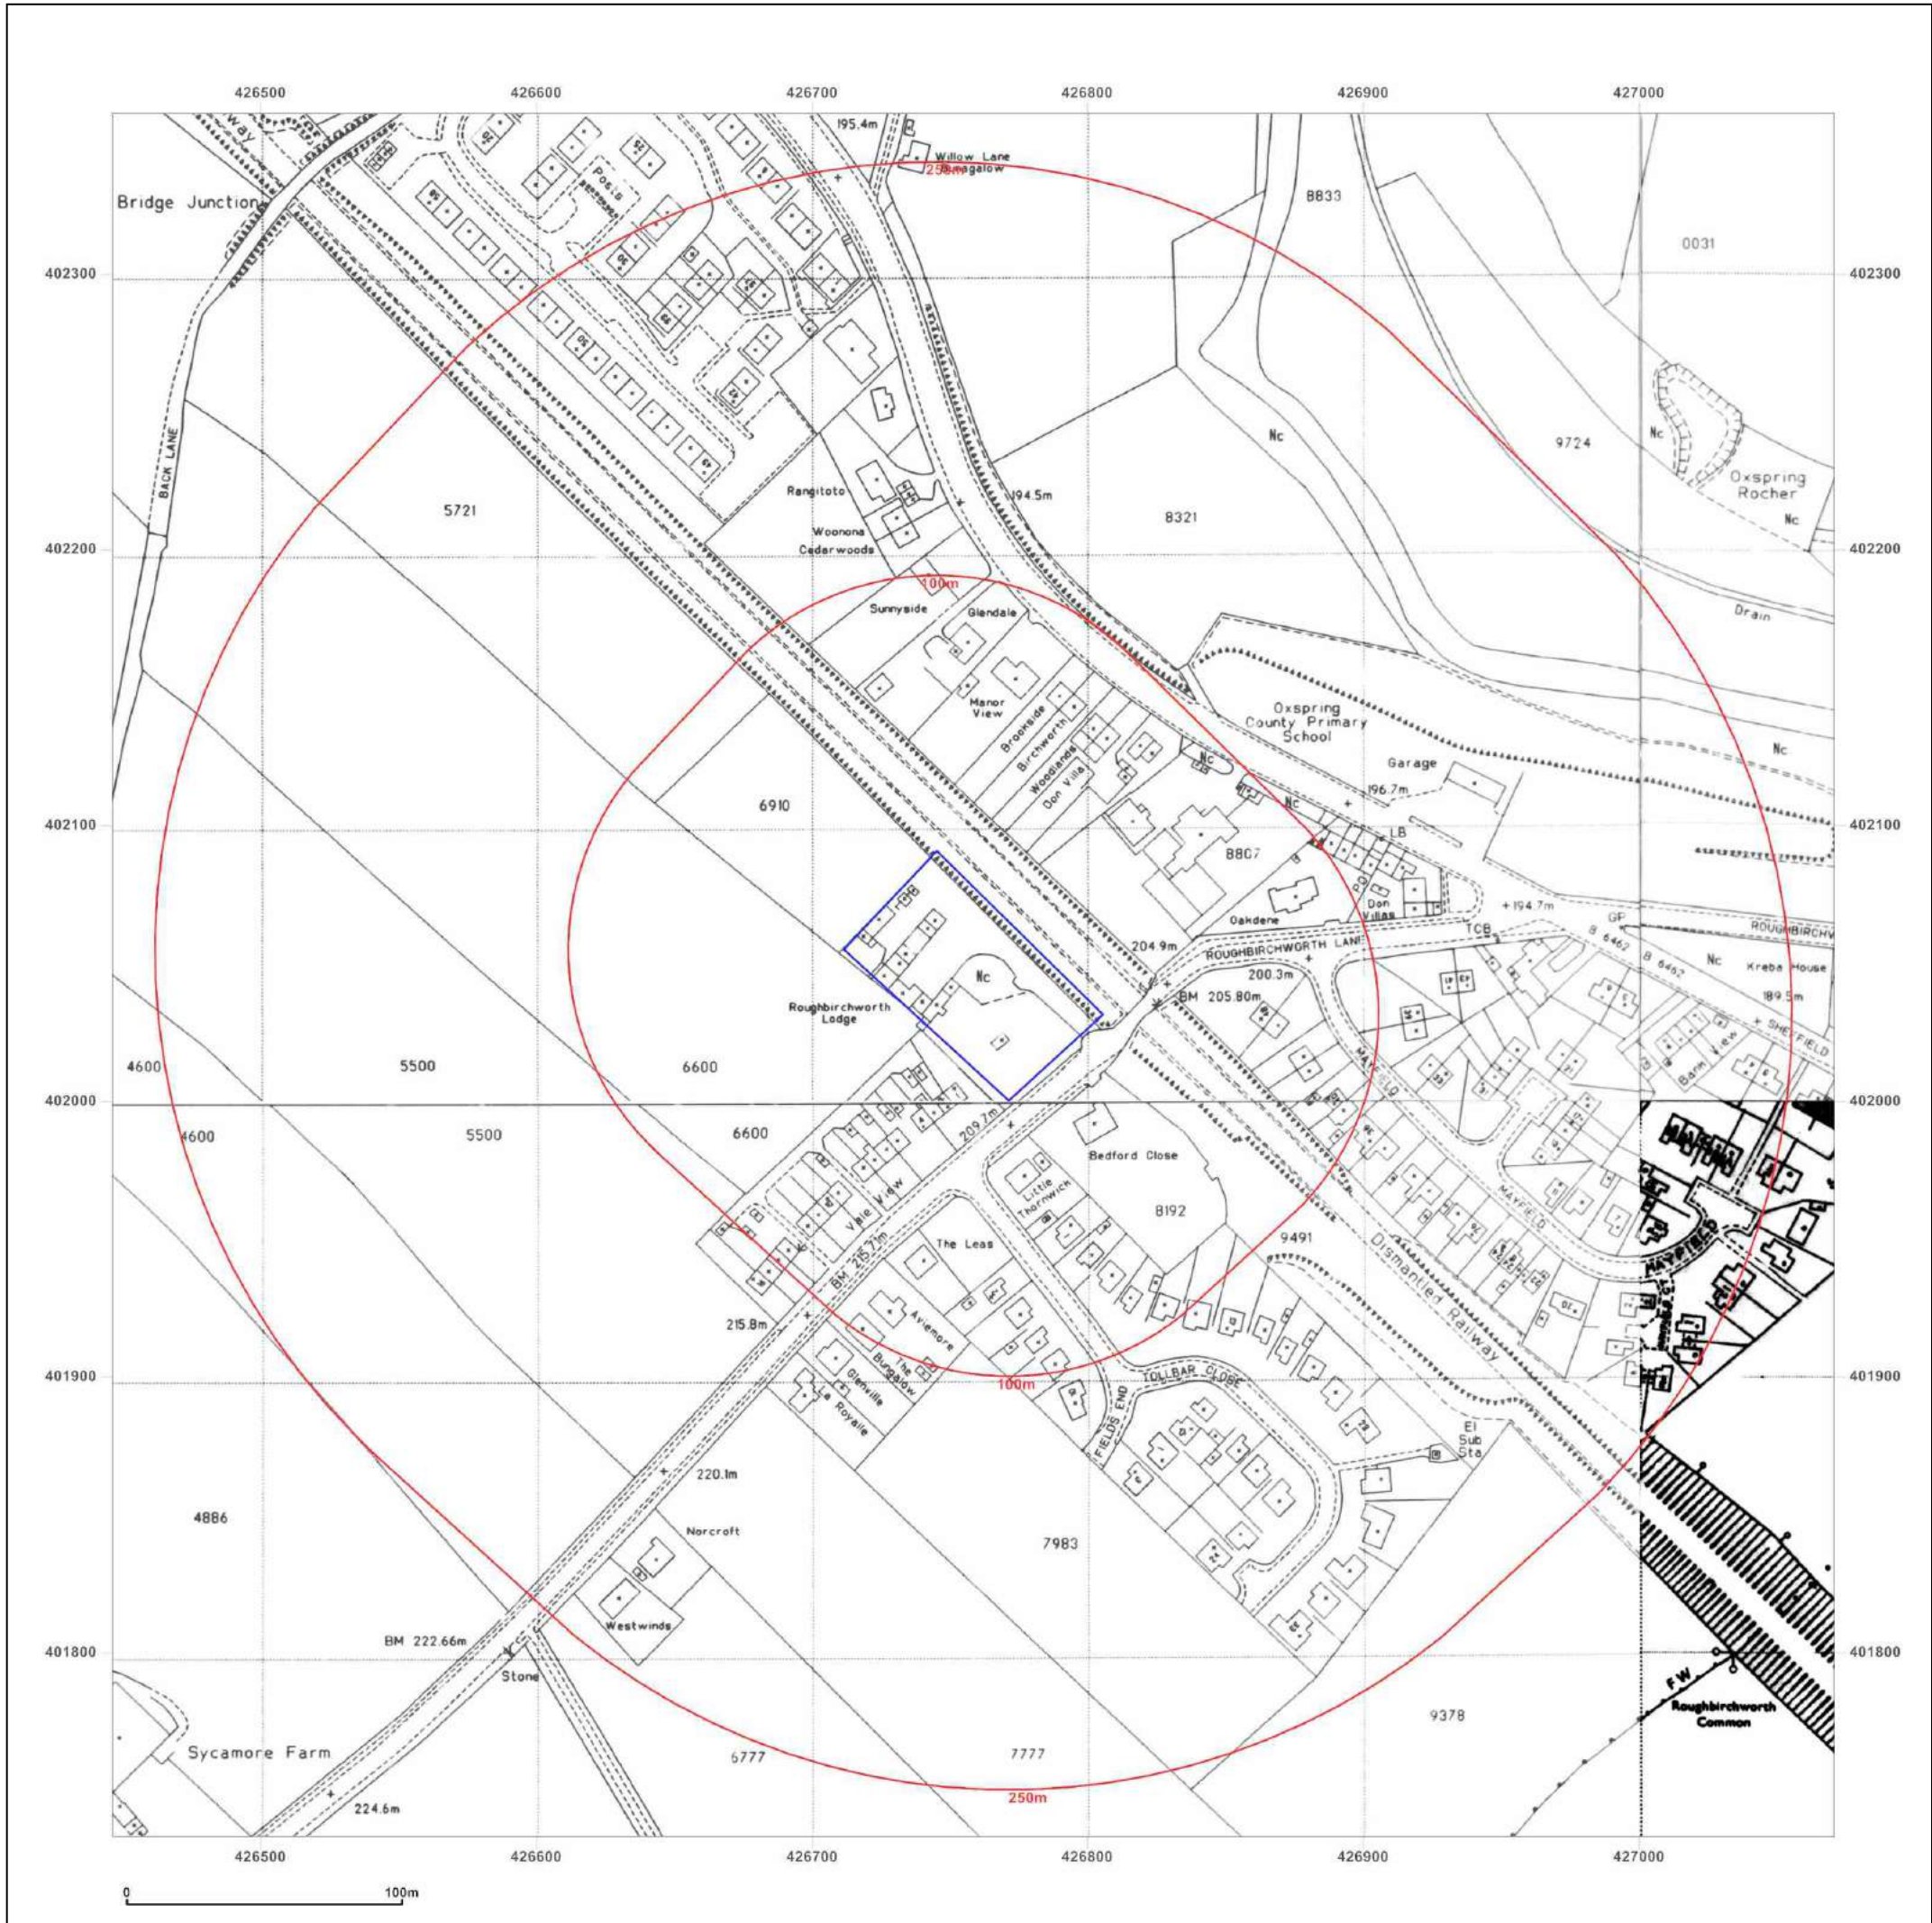 426500 426600 426700 426800 426900 427000
402300
402200
402100
402000
401900
401800
402300
402200
402100
402000
401900
401800
Bridge Junction
195.4m
Willow Lane
250m
8833
0031
BACK LANE
5721
Posts
Rangitoto
Woonona
Cedarwoods
194.5m
8321
Nc
9724
Nc
Oxspring
Rocher
Nc
Drain
100m
Sunnyside
Glendale
Manor
View
Brookside
Birchworth
Woodlands
Don Villa
Oxspring
County Primary
School
Garage
Nc
Nc
Nc
196.7m
LB
6910
8807
PO
Don
Villas
Oakdene
TCB
+194.7m
GP
ROUGHBIRCHWORTH LANE
204.9m
200.3m
BM 205.80m
B 6462
B 6462
Nc
Kreba House
189.5m
SHEFFIELD
Bank View
Nc
Roughbirchworth
Lodge
4600
5500
6600
4600
5500
6600
209.7m
Bedford Close
8192
MAYFIELD
MAYFIELD
MAYFIELD
Little
Thornwick
Vale View
BM 215.71m
The Leas
9491
Dismantled Railway
215.8m
Aviemore
The
Bungalow
Glenville
La Royalle
100m
TOLLBAR CLOSE
FIELDS END
El
Sub
Sta
4886
220.1m
Norcroft
7983
Westwinds
BM 222.66m
Stone
FW
Roughbirchworth
Common
9378
Sycamore Farm
6777
7777
224.6m
250m
426500 426600 426700 426800 426900 427000
0 100m